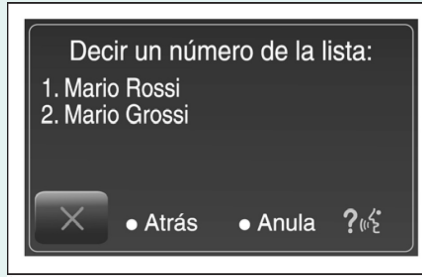 Decir un número de la lista:
1. Mario Rossi
2. Mario Grossi
• Atrás • Anula ?